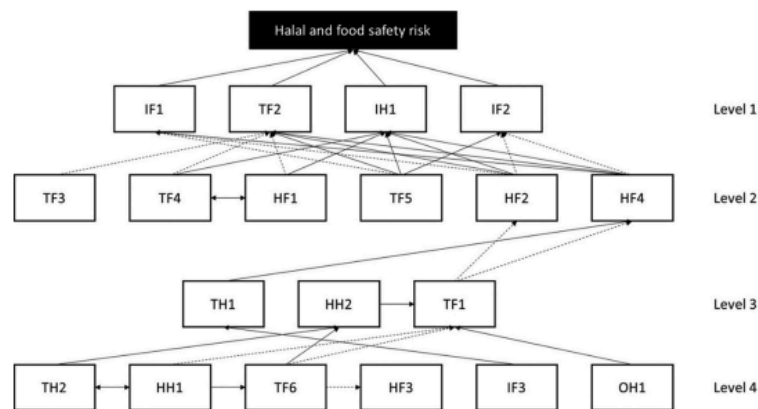 Halal and food safety risk
IF1 TF2 IH1 IF2 Level 1
TF3 TF4 HF1 TF5 HF2 HF4 Level 2
TH1 HH2 TF1 Level 3
TH2 HH1 TF6 HF3 IF3 OH1 Level 4